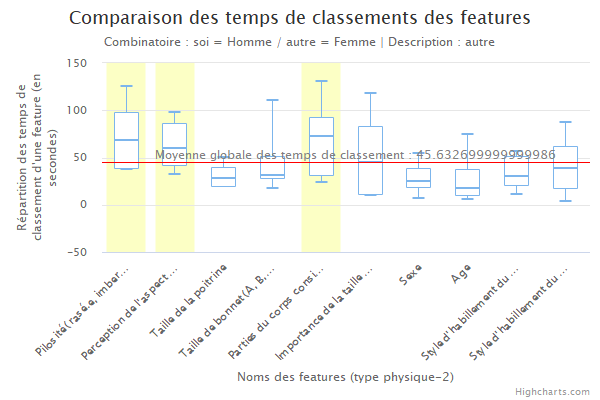 Comparaison des temps de classements des features
Combinatoire : soi = Homme / autre = Femme | Description : autre
Répartition des temps de
classement d'une feature (en
secondes)
150
100
50
0
−50
Moyenne globale des temps de classement : 45.632699999999986
Pilosité(rasé.e, imber...
Perception de l'aspect...
Taille de la poitrine
Taille de bonnet(A, B,...
Parties du corps consi...
Importance de la taille...
Sexe
Age
Style d'habillement du ...
Style d'habillement du...
Noms des features (type physique-2)
Highcharts.com